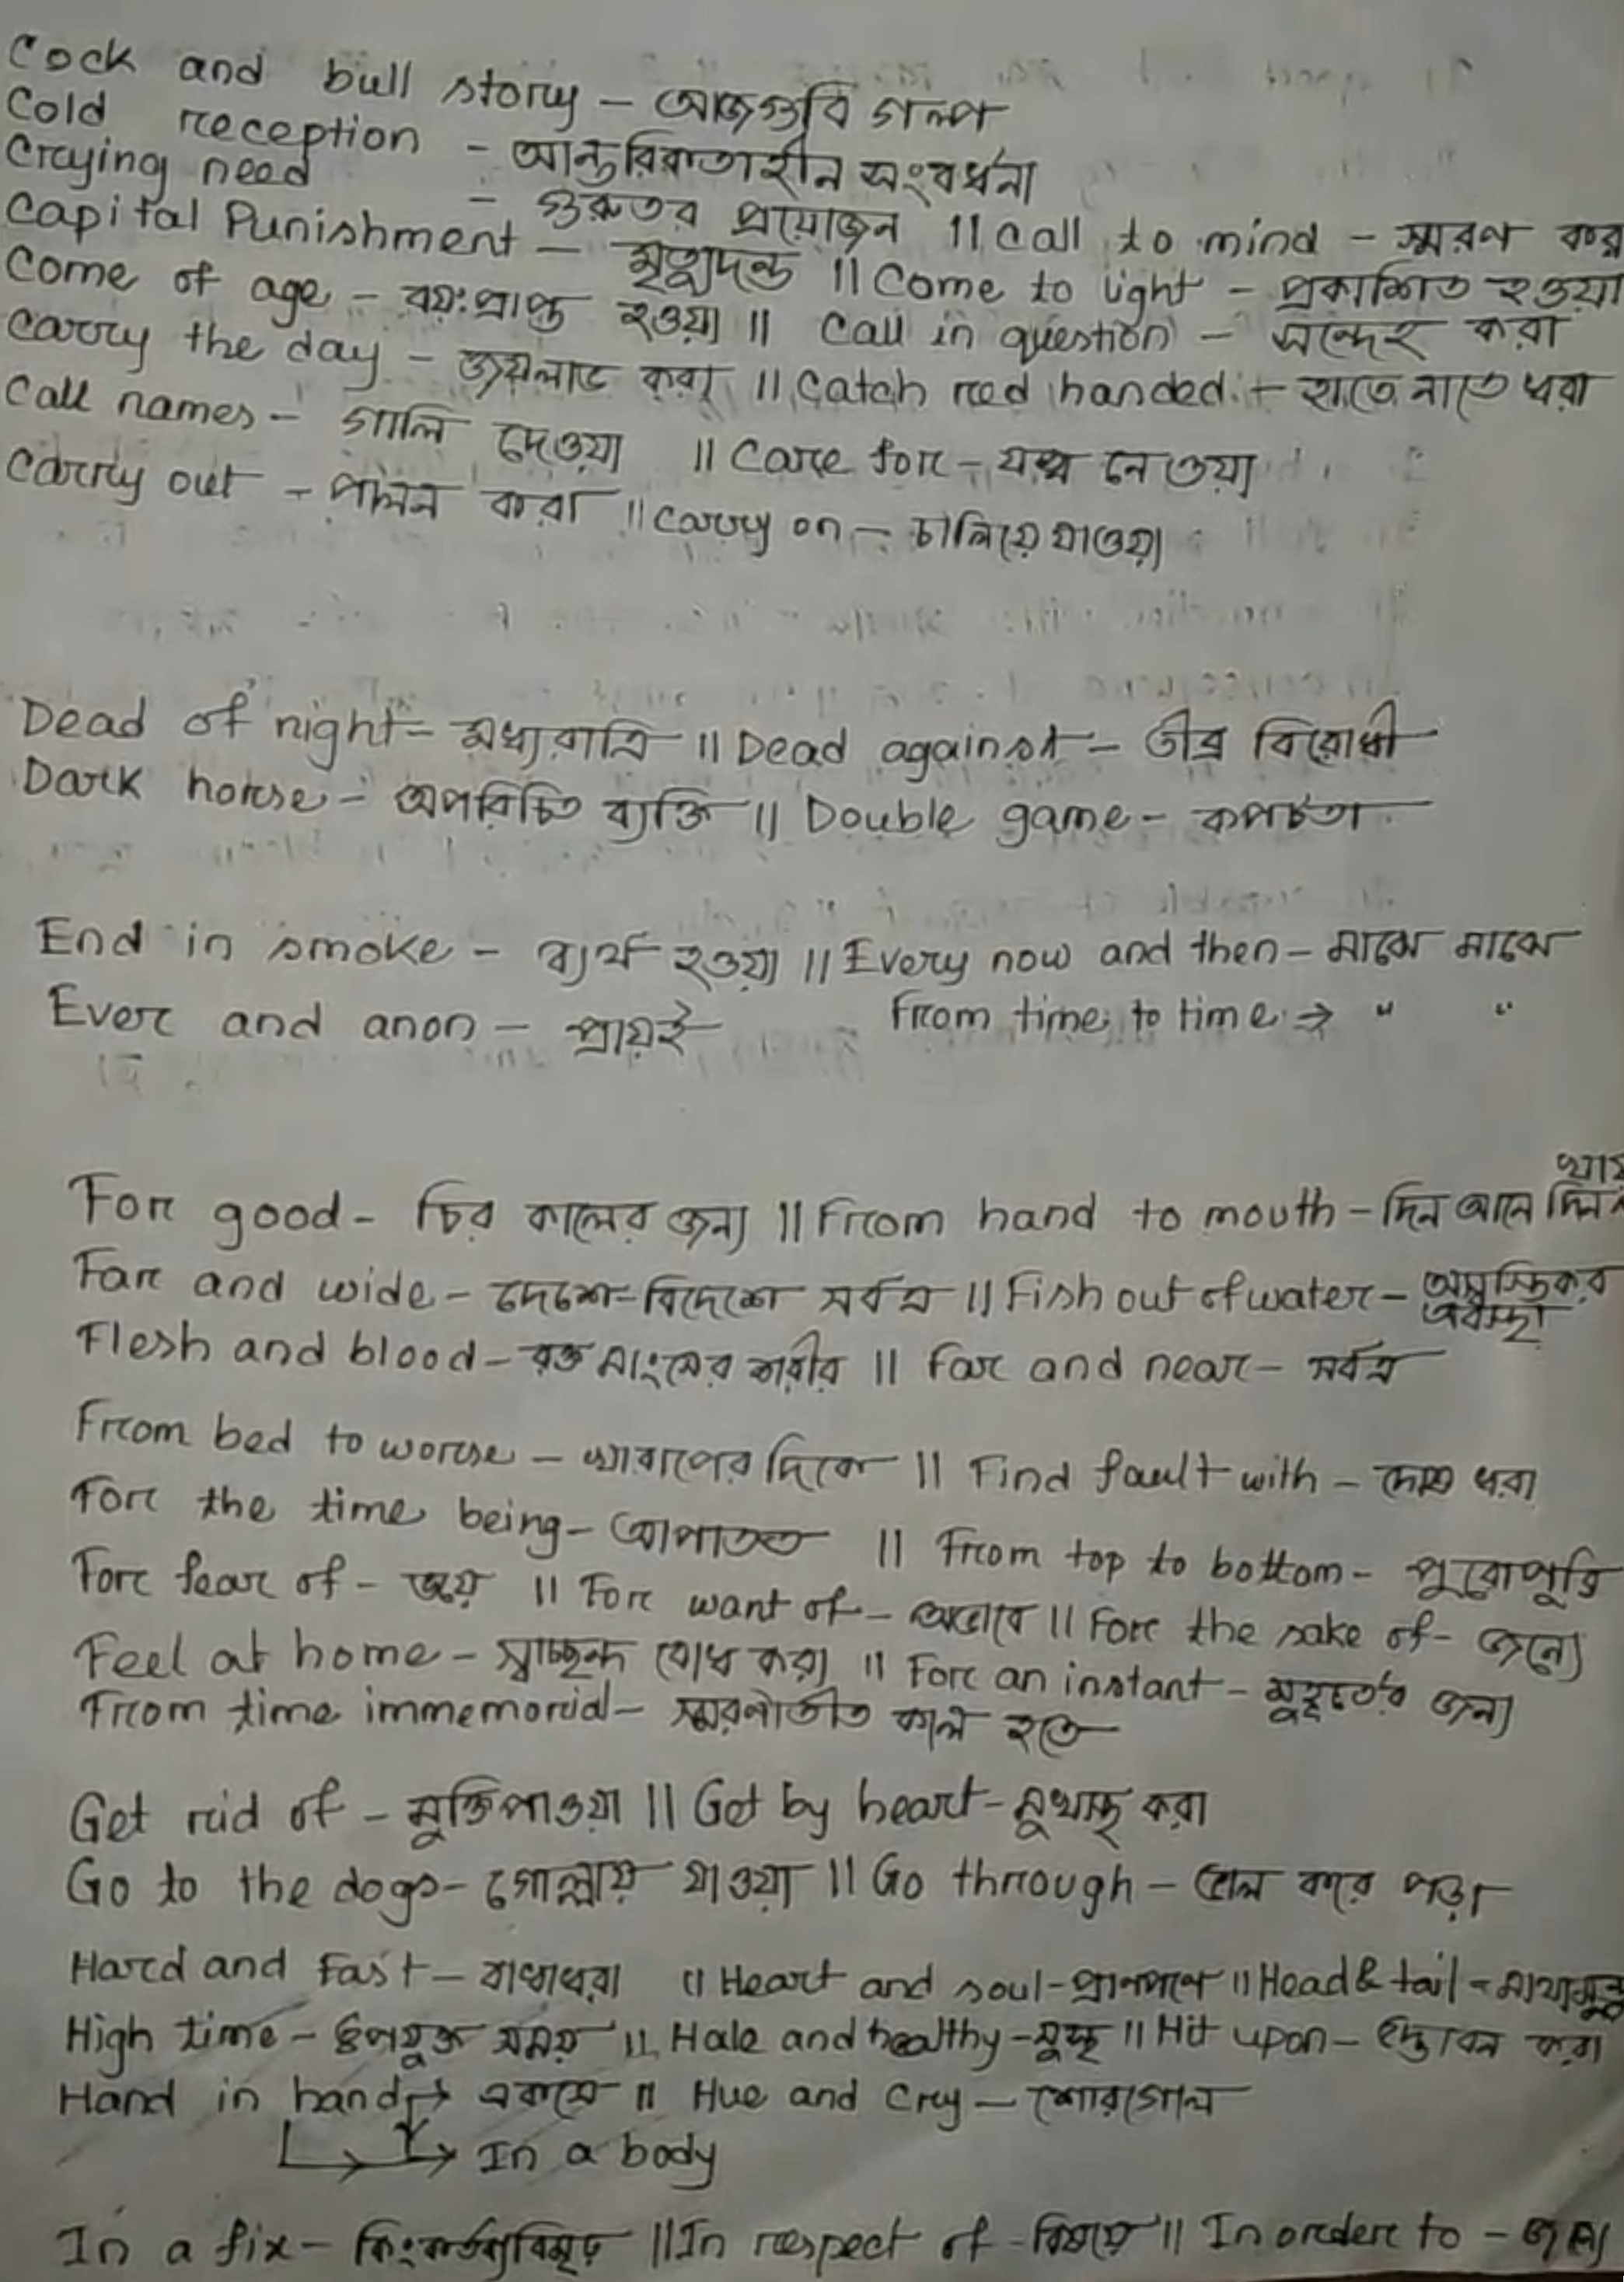 Cock and bull story - আজগুবি গল্প
Cold reception - আন্তরিকতাহীন সংবর্ধনা
Crying need - গুরুতর প্রয়োজন || Call to mind - স্মরণ করা
Capital Punishment - মৃত্যুদন্ড || Come to light - প্রকাশিত হওয়া
Come of age - বয়ঃপ্রাপ্ত হওয়া || Call in question - সন্দেহ করা
Carry the day - জয়লাভ করা || Catch red handed - হাতে নাতে ধরা
Call names - গালি দেওয়া || Care for - যত্ন নেওয়া
Carry out - পালন করা || Carry on - চালিয়ে যাওয়া
Dead of night - মধ্যরাত্রি || Dead against - তীব্র বিরোধী
Dark horse - অপরিচিত ব্যক্তি || Double game - কপটতা
End in smoke - ব্যর্থ হওয়া || Every now and then - মাঝে মাঝে
Ever and anon - প্রায়ই From time to time → " "
For good - চির কালের জন্য || From hand to mouth - দিন আনে দিন খায়
Far and wide - দেশে-বিদেশে সর্বত্র || Fish out of water - অস্বস্তিকর অবস্থা
Flesh and blood - রক্ত মাংসের শরীর || Far and near - সর্বত্র
From bed to worse - খারাপের দিকে || Find fault with - দোষ ধরা
For the time being - আপাতত || From top to bottom - পুরোপুরি
For fear of - ভয়ে || For want of - অভাবে || For the sake of - জন্যে
Feel at home - স্বাচ্ছন্দ বোধ করা || For an instant - মুহূর্তের জন্য
From time immemorial - স্মরণাতীত কাল হতে
Get rid of - মুক্তি পাওয়া || Get by heart - মুখস্থ করা
Go to the dogs - গোল্লায় যাওয়া || Go through - ভাল করে পড়া
Hard and fast - বাধাধরা || Heart and soul - প্রাণপণে || Head & tail - মাথামুন্ডু
High time - উপযুক্ত সময় || Hale and healthy - সুস্থ || Hit upon - উদ্ভাবন করা
Hand in hand → একসাথে || Hue and Cry - শোরগোল
→ In a body
In a fix - কিংকর্তব্যবিমূঢ় || In respect of - বিষয়ে || In order to - জন্য